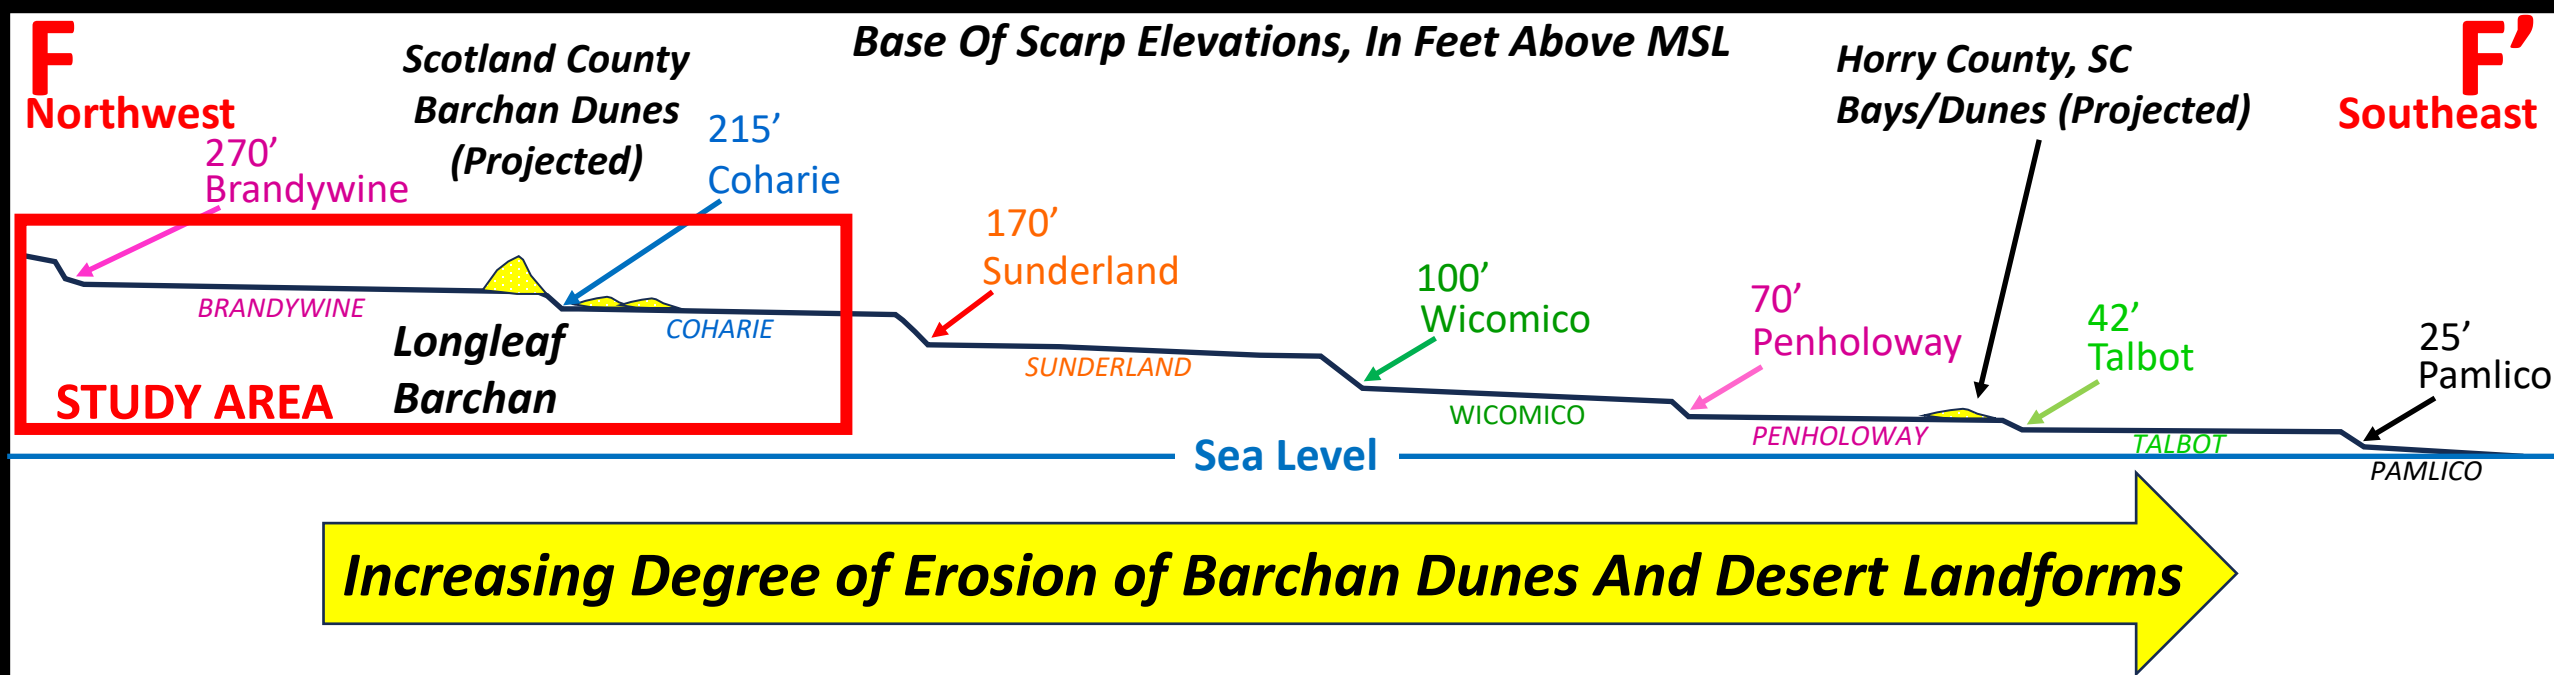 F
Northwest
Scotland County
Barchan Dunes
(Projected)
Base Of Scarp Elevations, In Feet Above MSL
Horry County, SC
Bays/Dunes (Projected)
F’
Southeast
270’
Brandywine
215’
Coharie
170’
Sunderland
100’
Wicomico
70’
Penholoway
42’
Talbot
25’
Pamlico
BRANDYWINE
Longleaf
Barchan
COHARIE
STUDY AREA
SUNDERLAND
WICOMICO
PENHOLOWAY
TALBOT
PAMLICO
Sea Level
Increasing Degree of Erosion of Barchan Dunes And Desert Landforms